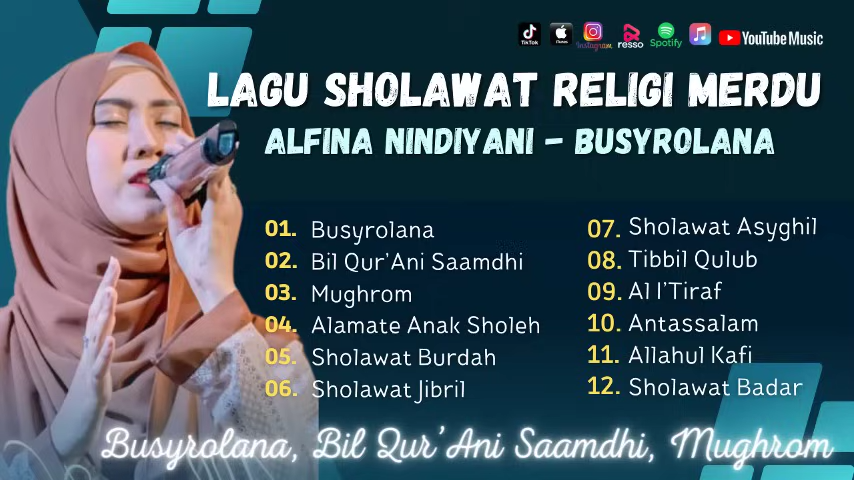 TikTok
iTunes
Instagram
resso
Spotify
YouTube Music
LAGU SHOLAWAT RELIGI MERDU
ALFINA NINDIYANI – BUSYROLANA
01. Busyrolana
02. Bil Qur'Ani Saamdhi
03. Mughrom
04. Alamate Anak Sholeh
05. Sholawat Burdah
06. Sholawat Jibril
07. Sholawat Asyghil
08. Tibbil Qulub
09. Al I'Tiraf
10. Antassalam
11. Allahul Kafi
12. Sholawat Badar
Busyrolana, Bil Qur'Ani Saamdhi, Mughrom